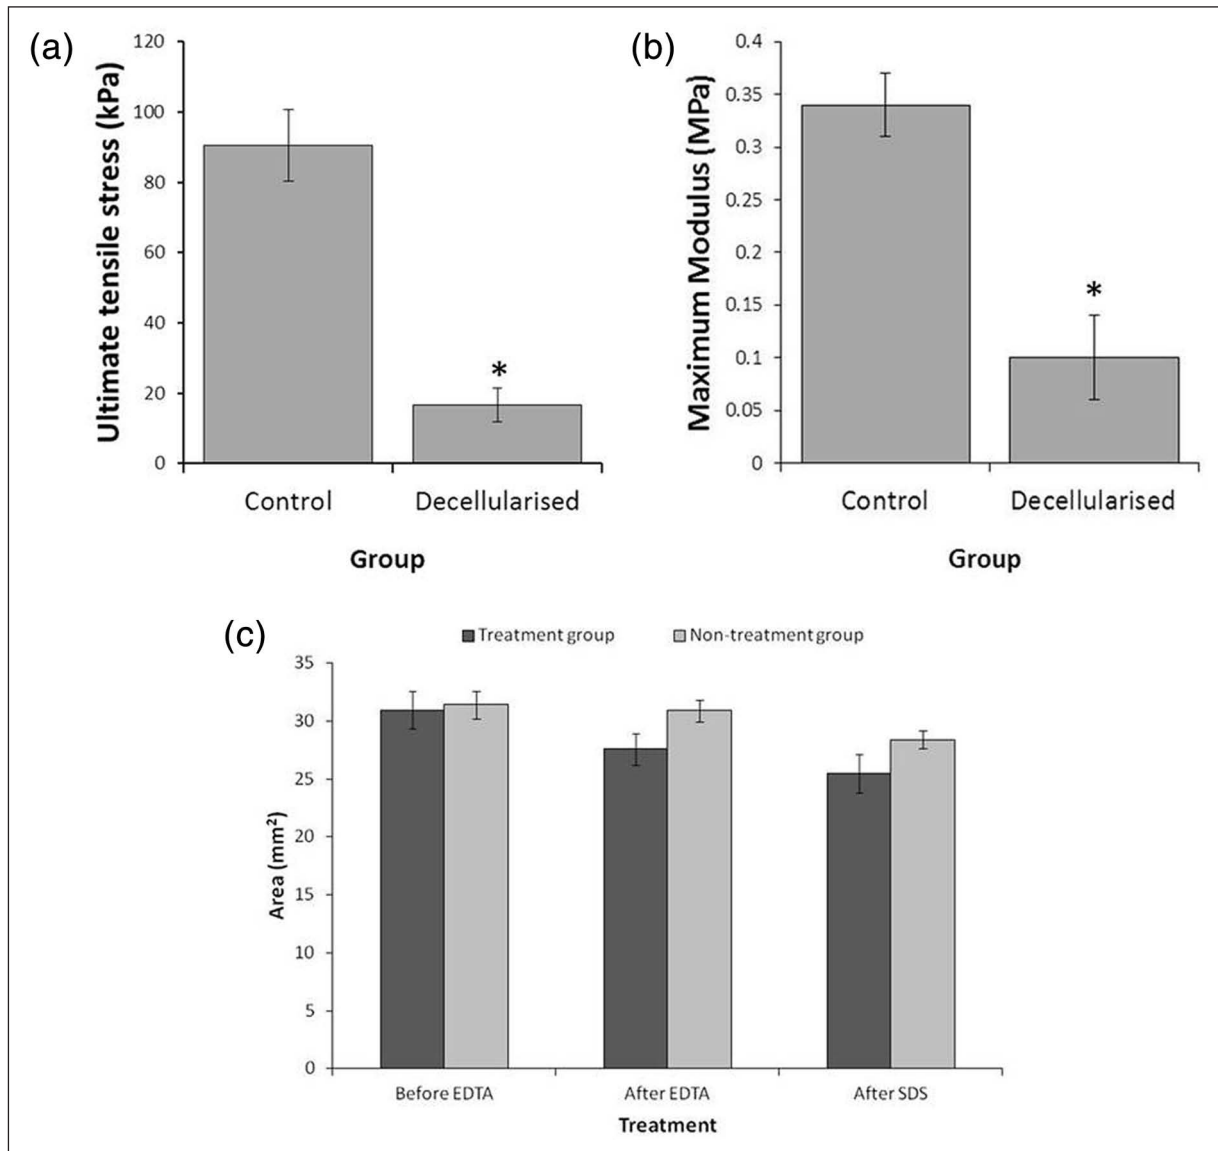 (a)
Ultimate tensile stress (kPa)
120
100
80
60
40
20
0
*
Control Decellularised
Group
(b)
Maximum Modulus (MPa)
0.4
0.35
0.3
0.25
0.2
0.15
0.1
0.05
0
*
Control Decellularised
Group
(c)
Treatment group Non-treatment group
Area (mm²)
35
30
25
20
15
10
5
0
Before EDTA After EDTA After SDS
Treatment